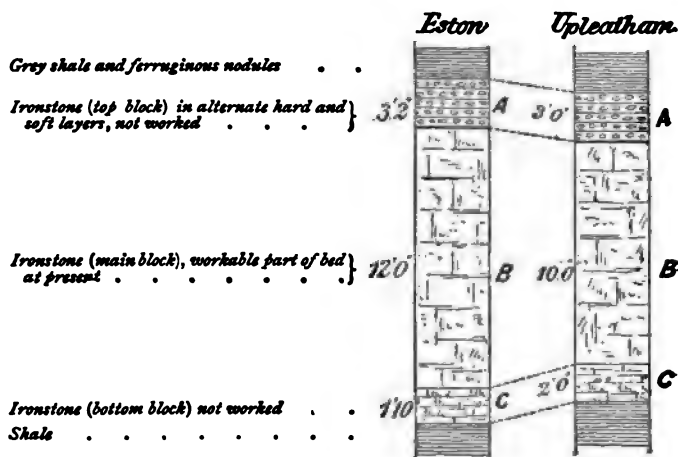 Eston Upleatham
Grey shale and ferruginous nodules . .
Ironstone (top block) in alternate hard and
soft layers, not worked . . . } 3'2" A 3'0" A
Ironstone (main block), workable part of bed
at present . . . . . . . } 12'0" B 10'0" B
Ironstone (bottom block) not worked . . 1'10 C 2'0" C
Shale . . . . . . . .